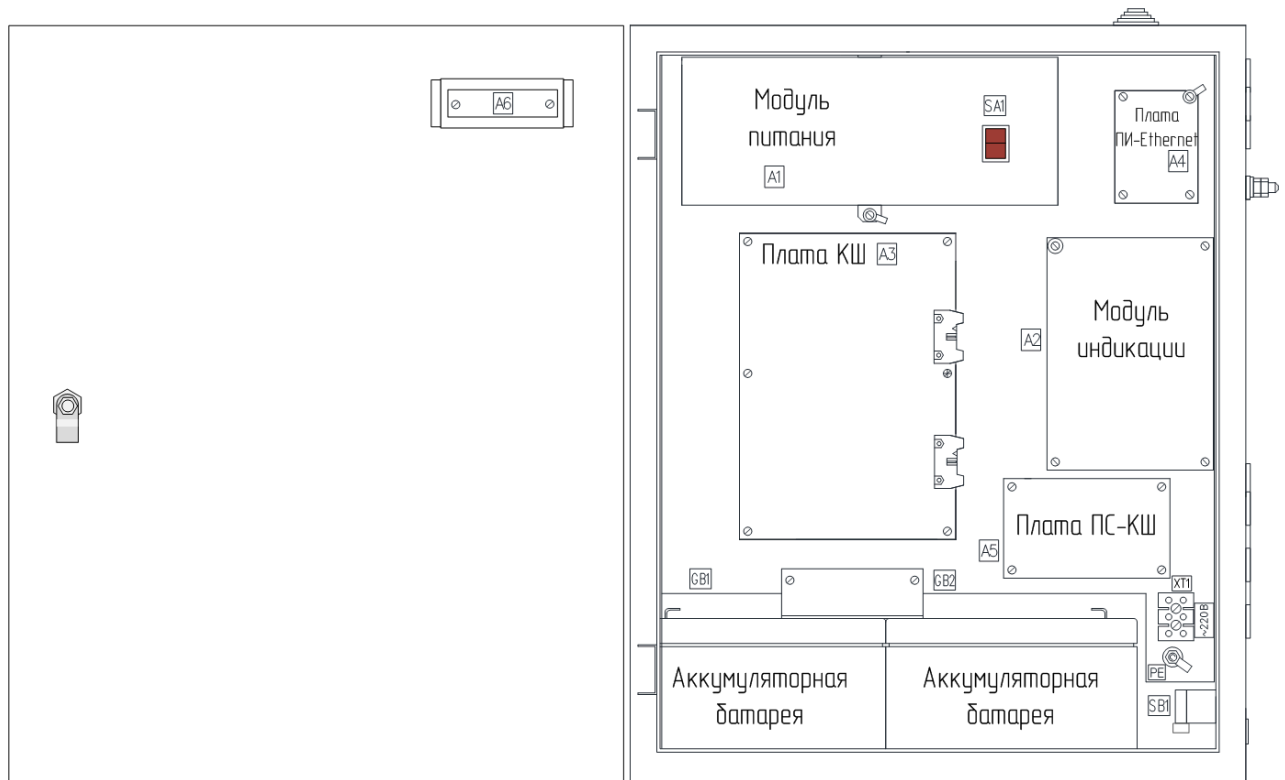 A6
Модуль
питания
SA1
A1
Плата
ПИ-Ethernet
A4
Плата КШ A3
A2
Модуль
индикации
Плата ПС-КШ
A5
GB1
GB2
XT1
~220В
PE
SB1
Аккумуляторная
батарея
Аккумуляторная
батарея